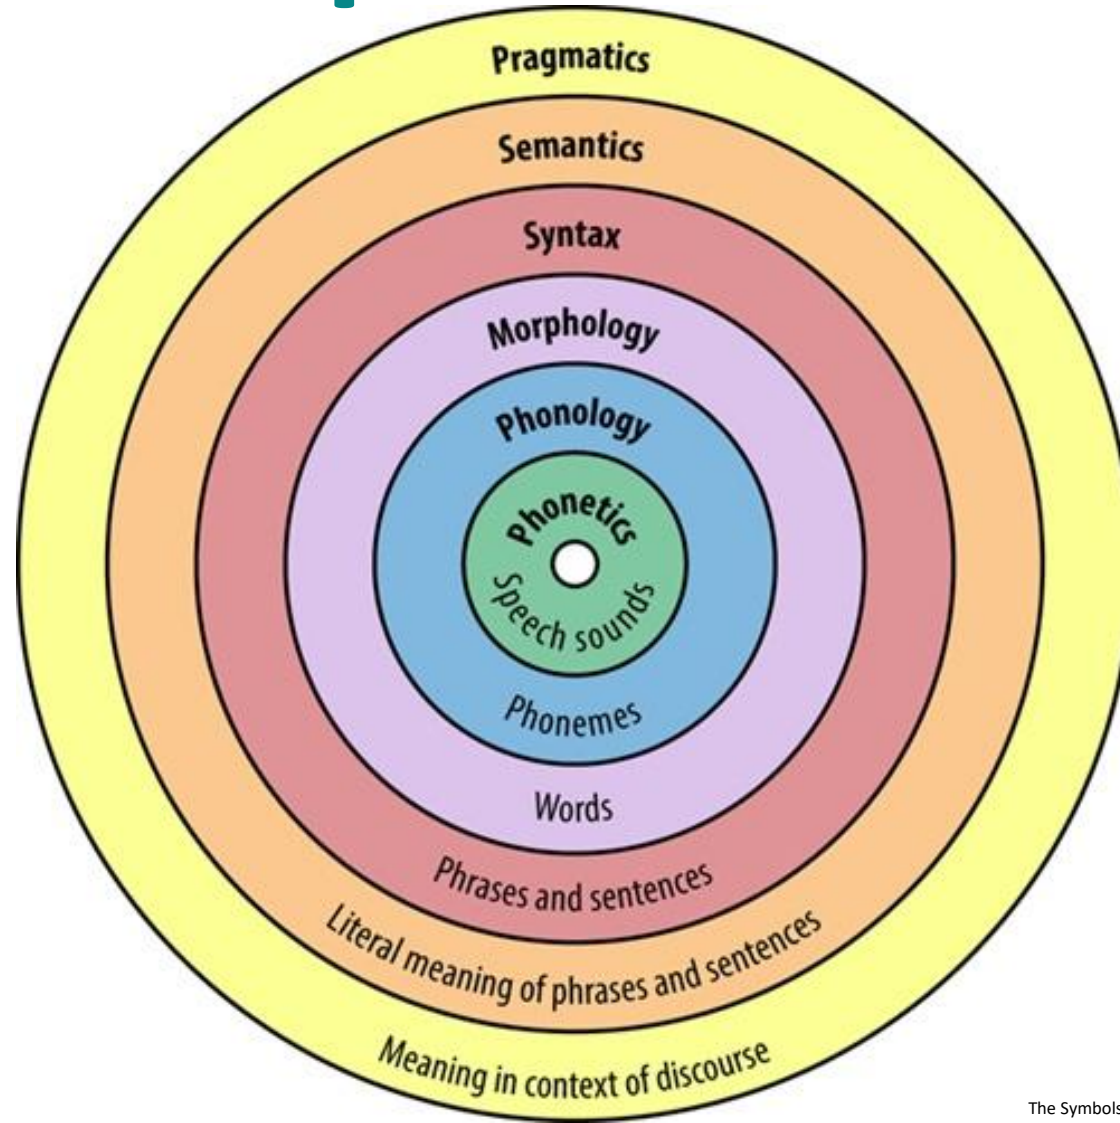 Pragmatics
Semantics
Syntax
Morphology
Phonology
Phonetics
Speech sounds
Phonemes
Words
Phrases and sentences
Literal meaning of phrases and sentences
Meaning in context of discourse
The Symbols